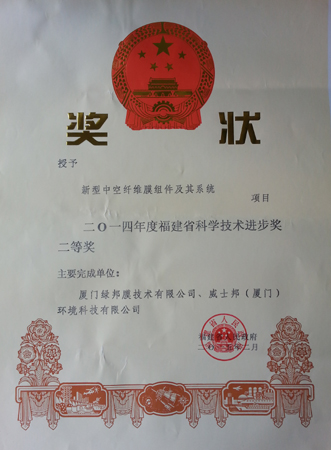 奖 状
授予
新型中空纤维膜组件及其系统
项目
二〇一四年度福建省科学技术进步奖
二等奖
主要完成单位：
厦门绿邦膜技术有限公司、威士邦（厦门）
环境科技有限公司